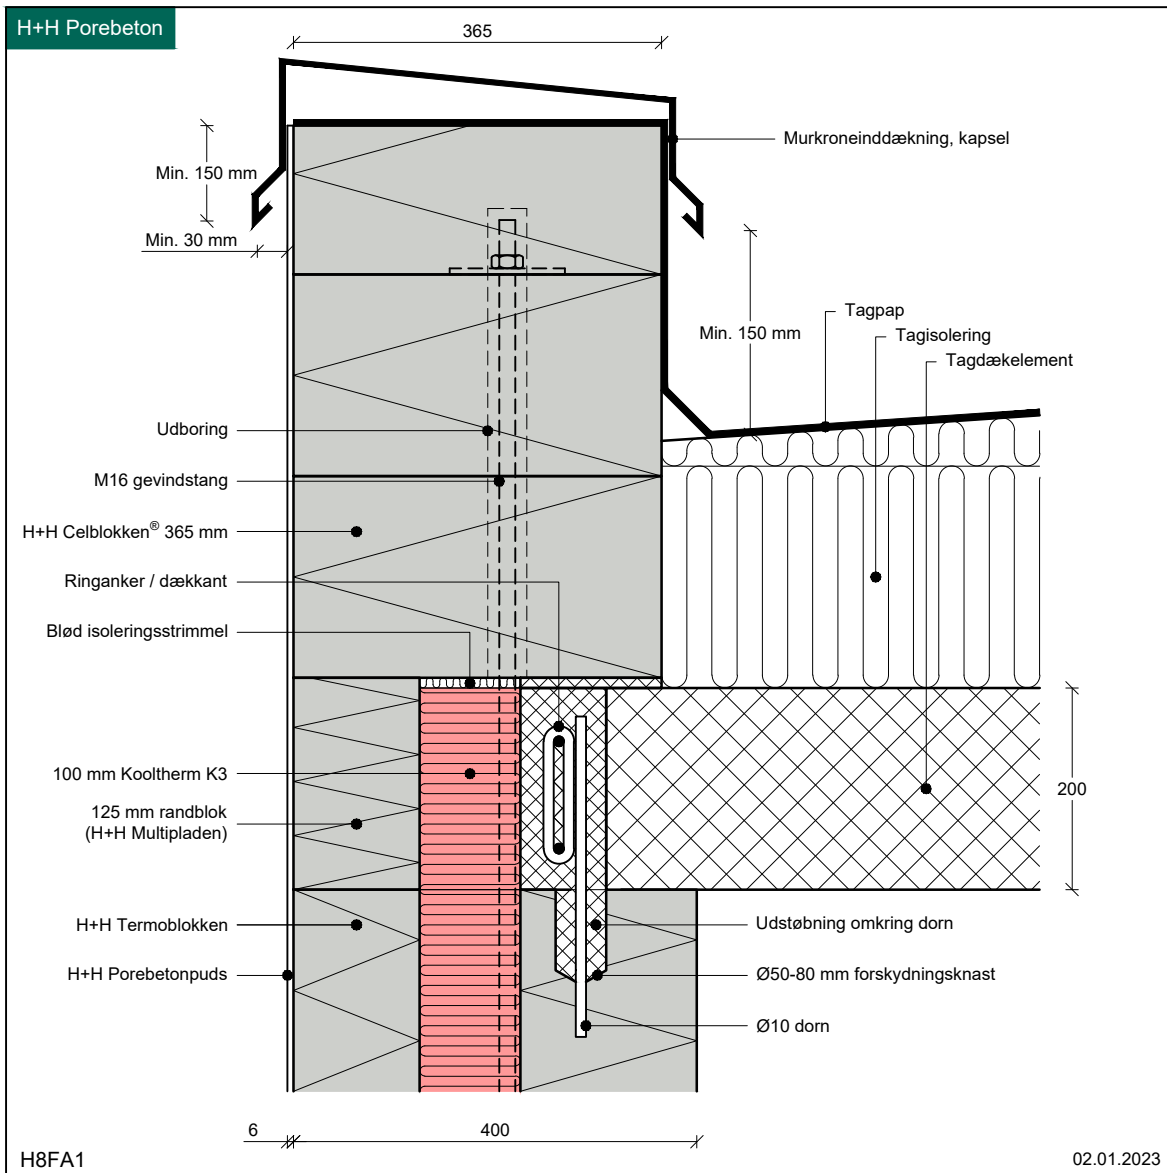 H+H Porebeton
365
Murkroneinddækning, kapsel
Min. 150 mm
Min. 30 mm
Tagpap
Min. 150 mm
Tagisolering
Tagdækelement
Udboring
M16 gevindstang
H+H Celblokken® 365 mm
Ringanker / dækkant
Blød isoleringsstrimmel
100 mm Kooltherm K3
200
125 mm randblok
(H+H Multipladen)
H+H Termoblokken
Udstøbning omkring dorn
H+H Porebetonpuds
Ø50-80 mm forskydningsknast
Ø10 dorn
6
400
H8FA1
02.01.2023